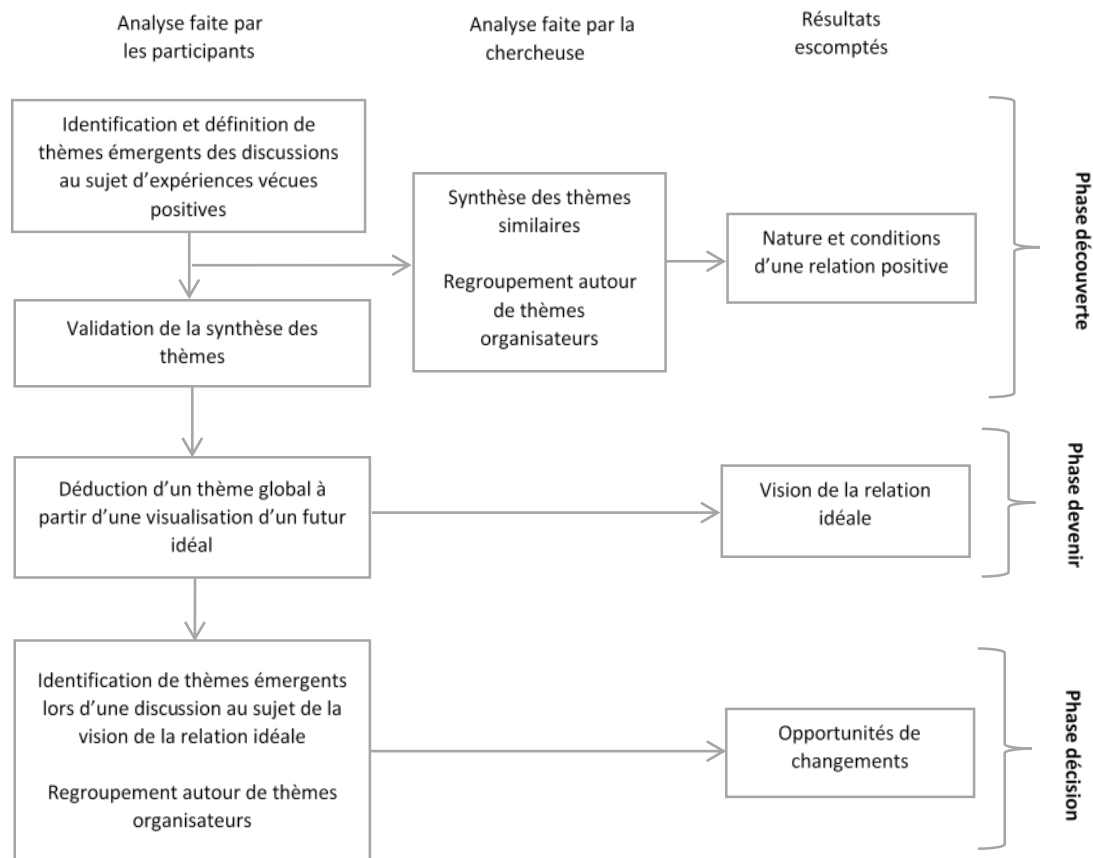 Analyse faite par
les participants
Analyse faite par la
chercheuse
Résultats
escomptés
Identification et définition de
thèmes émergents des discussions
au sujet d'expériences vécues
positives
Synthèse des thèmes
similaires
Regroupement autour
de thèmes
organisateurs
Nature et conditions
d'une relation positive
Phase découverte
Validation de la synthèse des
thèmes
Déduction d'un thème global à
partir d'une visualisation d'un futur
idéal
Vision de la relation
idéale
Phase devenir
Identification de thèmes émergents
lors d'une discussion au sujet de la
vision de la relation idéale
Regroupement autour de thèmes
organisateurs
Opportunités de
changements
Phase décision